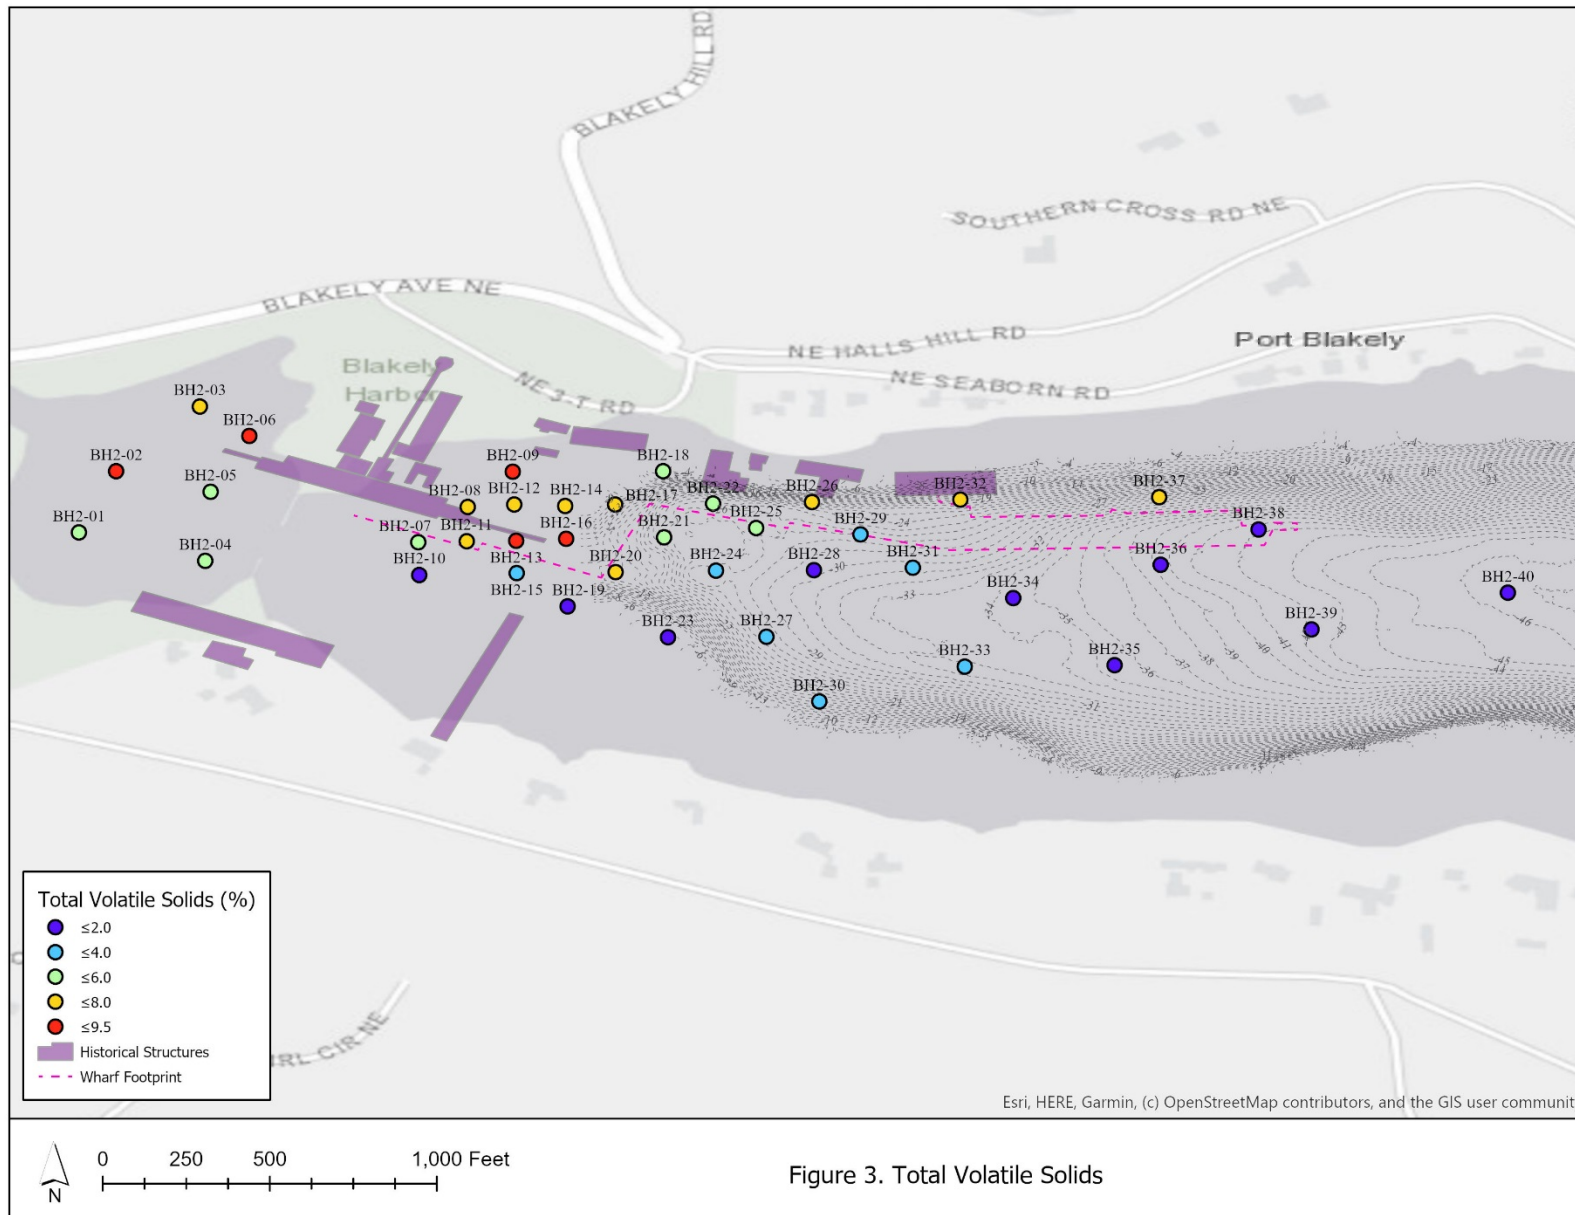 BLAKELY HILL RD
SOUTHERN CROSS RD NE
BLAKELY AVE NE
NE HALLS HILL RD
Port Blakely
Blakely
Harbor
NE 3-T RD
NE SEABORN RD
BH2-03
BH2-06
BH2-02
BH2-05
BH2-01
BH2-04
BH2-09
BH2-18
BH2-08
BH2-12
BH2-14
BH2-17
BH2-22
BH2-26
BH2-32
BH2-37
BH2-07
BH2-11
BH2-16
BH2-21
BH2-25
BH2-29
BH2-38
BH2-10
BH2-13
BH2-15
BH2-19
BH2-20
BH2-24
BH2-28
BH2-31
BH2-36
BH2-34
BH2-40
BH2-39
BH2-23
BH2-27
BH2-33
BH2-35
BH2-30
Total Volatile Solids (%)
≤2.0
≤4.0
≤6.0
≤8.0
≤9.5
Historical Structures
Wharf Footprint
CIR NE
Esri, HERE, Garmin, (c) OpenStreetMap contributors, and the GIS user communit
N
0 250 500 1,000 Feet
Figure 3. Total Volatile Solids